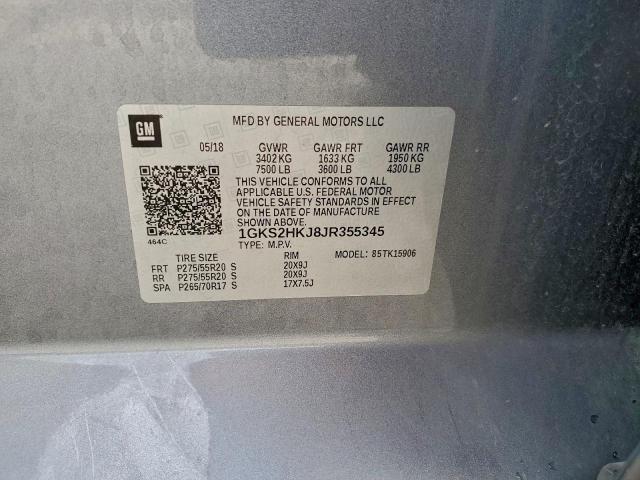 GM
MFD BY GENERAL MOTORS LLC
05/18 GVWR GAWR FRT GAWR RR
3402 KG 1633 KG 1950 KG
7500 LB 3600 LB 4300 LB
THIS VEHICLE CONFORMS TO ALL
APPLICABLE U.S. FEDERAL MOTOR
VEHICLE SAFETY STANDARDS IN EFFECT
ON THE DATE OF MANUFACTURE
SHOWN ABOVE.
1GKS2HKJ8JR355345
464C TYPE: M.P.V. MODEL: 85TK15906
TIRE SIZE RIM
FRT P275/55R20 S 20X9J
RR P275/55R20 S 20X9J
SPA P265/70R17 S 17X7.5J